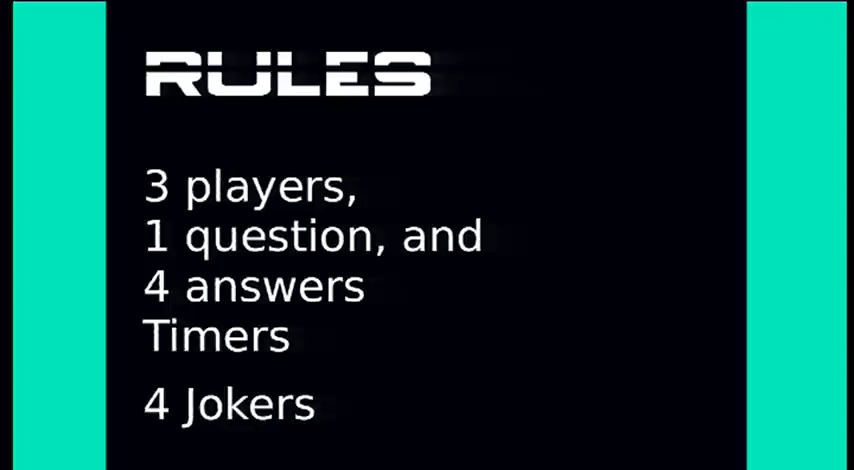 RULES
3 players,
1 question, and
4 answers
Timers
4 Jokers